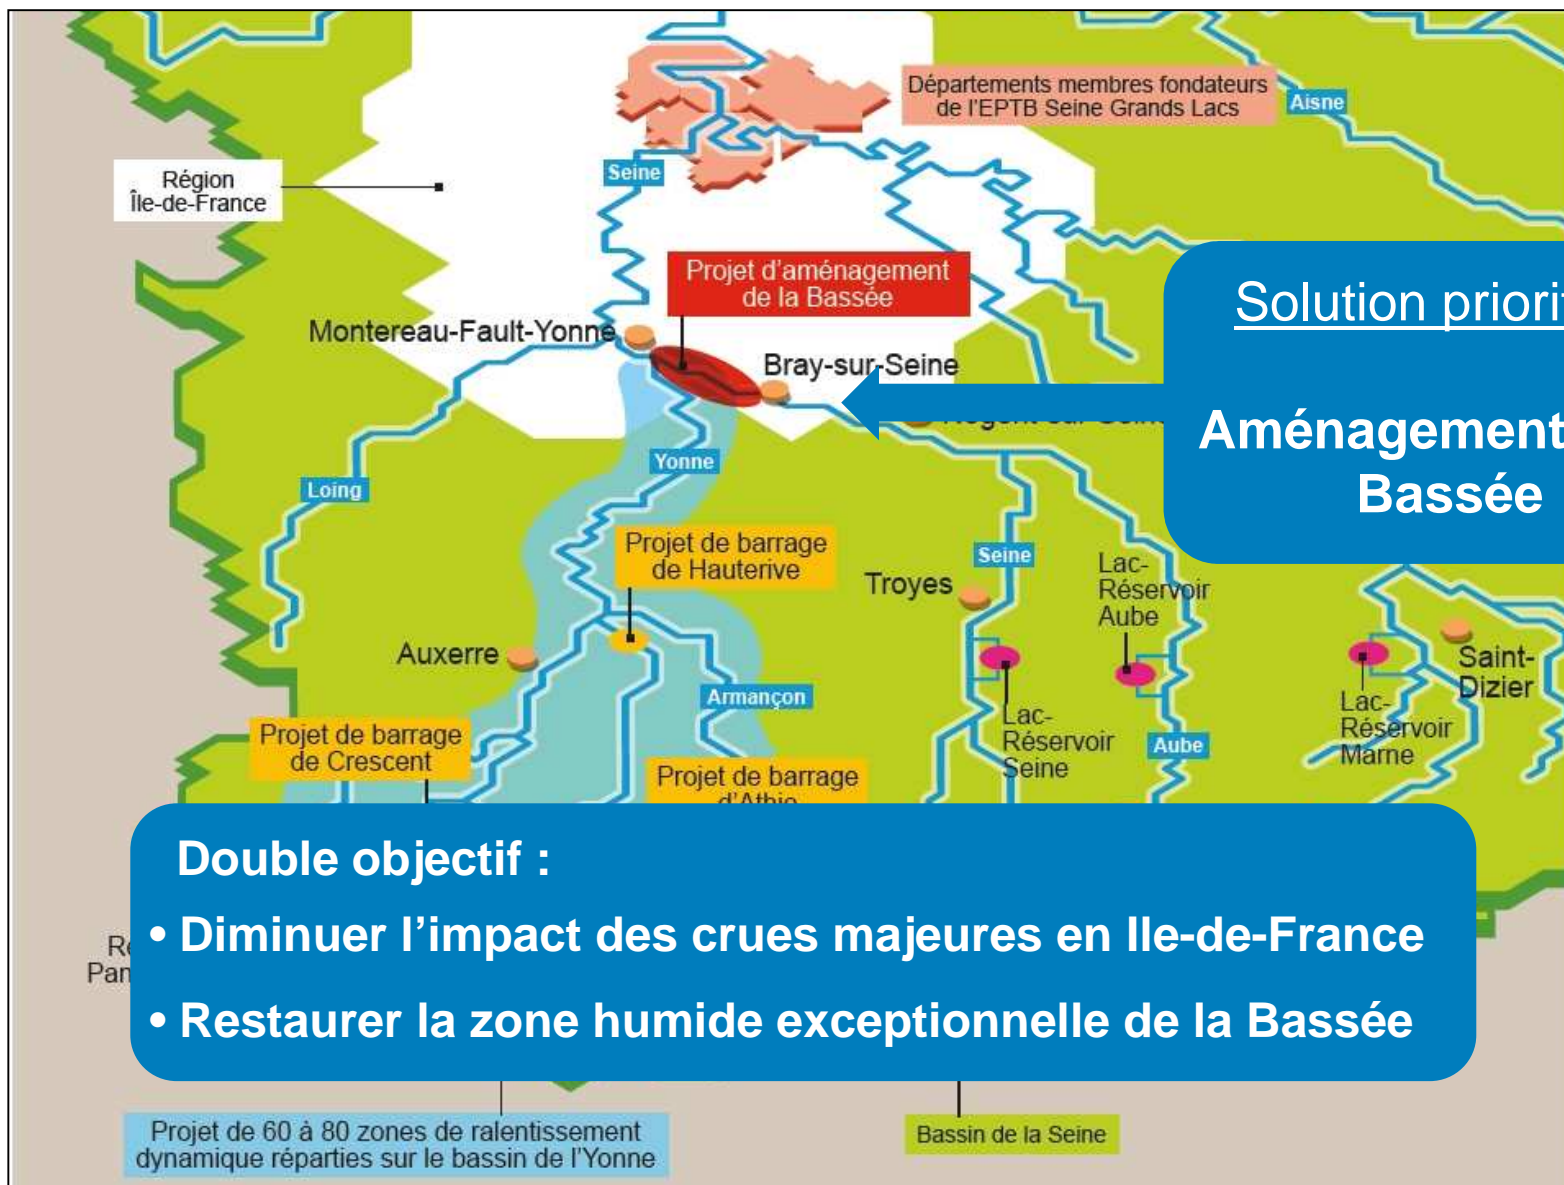 Départements membres fondateurs
de l'EPTB Seine Grands Lacs
Aisne
Région
Île-de-France
Seine
Projet d'aménagement
de la Bassée
Solution
Montereau-Fault-Yonne
Bray-sur-Seine
Aménagement
Bassée
Yonne
Loing
Projet de barrage
de Hauterive
Seine
Troyes
Lac-
Réservoir
Aube
Auxerre
Saint-
Dizier
Armançon
Lac-
Réservoir
Seine
Aube
Lac-
Réservoir
Marne
Projet de barrage
de Crescent
Projet de barrage
Double objectif :
• Diminuer l'impact des crues majeures en Ile-de-France
• Restaurer la zone humide exceptionnelle de la Bassée
Projet de 60 à 80 zones de ralentissement
dynamique réparties sur le bassin de l'Yonne
Bassin de la Seine